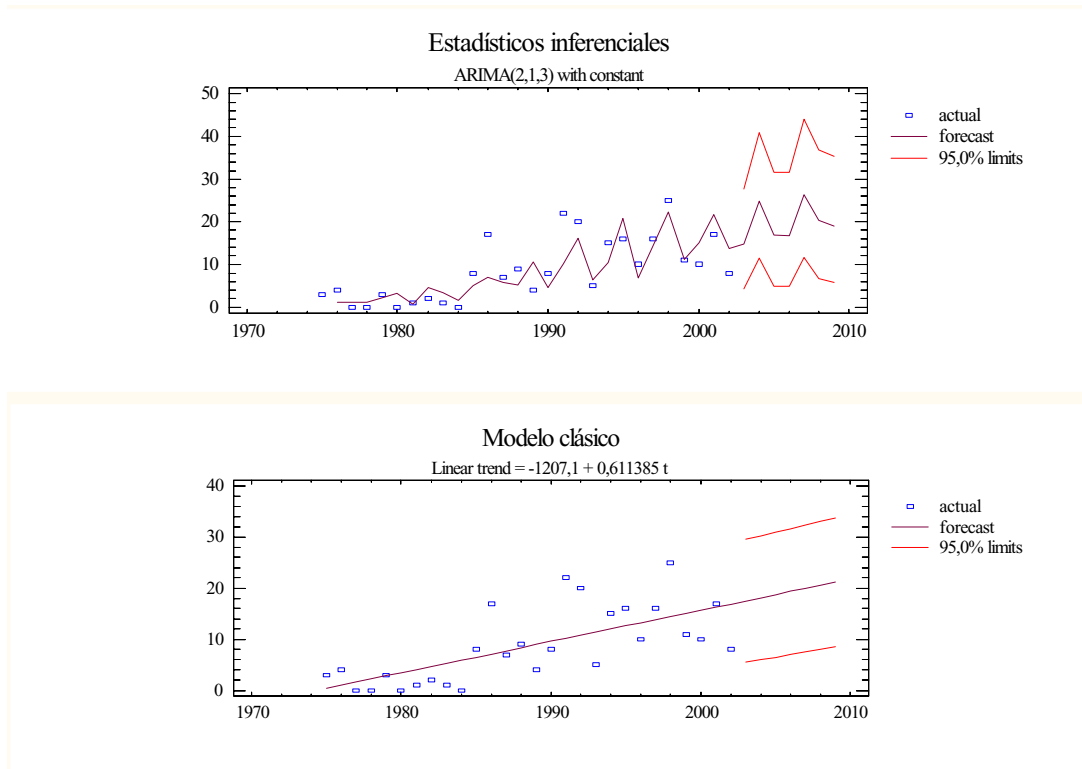 Estadísticos inferenciales
ARIMA(2,1,3) with constant
50
40
30
20
10
0
1970
1980
1990
2000
2010
actual
forecast
95,0% limits
Modelo clásico
Linear trend = -1207,1 + 0,611385 t
40
30
20
10
0
1970
1980
1990
2000
2010
actual
forecast
95,0% limits